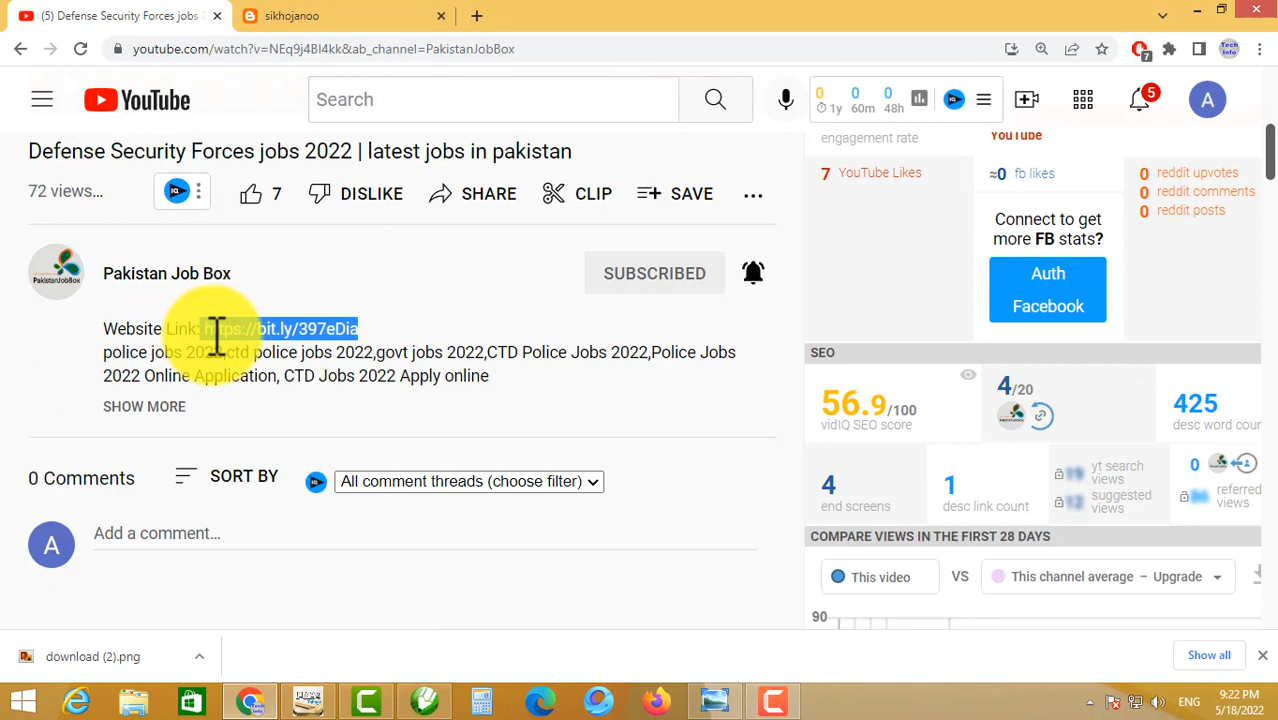 (5) Defense Security Forces jobs 2
sikhojanoo
youtube.com/watch?v=NEq9j4Bl4kk&ab_channel=PakistanJobBox
7
Tech Info
YouTube
Search
0 0 0
1y 60m 48h
5
A
Defense Security Forces jobs 2022 | latest jobs in pakistan
72 views...
IQ
7
DISLIKE
SHARE
CLIP
SAVE
...
Pakistan Job Box
SUBSCRIBED
PakistanJobBox
Website Link: https://bit.ly/397eDia
police jobs 2022,ctd police jobs 2022,govt jobs 2022,CTD Police Jobs 2022,Police Jobs
2022 Online Application, CTD Jobs 2022 Apply online
SHOW MORE
0 Comments
SORT BY
IQ
All comment threads (choose filter)
A
Add a comment...
engagement rate
YouTube
7 YouTube Likes
≈0 fb likes
0 reddit upvotes
0 reddit comments
0 reddit posts
Connect to get
more FB stats?
Auth
Facebook
SEO
56.9/100
vidIQ SEO score
4/20
425
desc word coun
4
end screens
1
desc link count
yt search
views
suggested
views
0
referred
views
COMPARE VIEWS IN THE FIRST 28 DAYS
This video
VS
This channel average – Upgrade
90
download (2).png
Show all
ENG
9:22 PM
5/18/2022